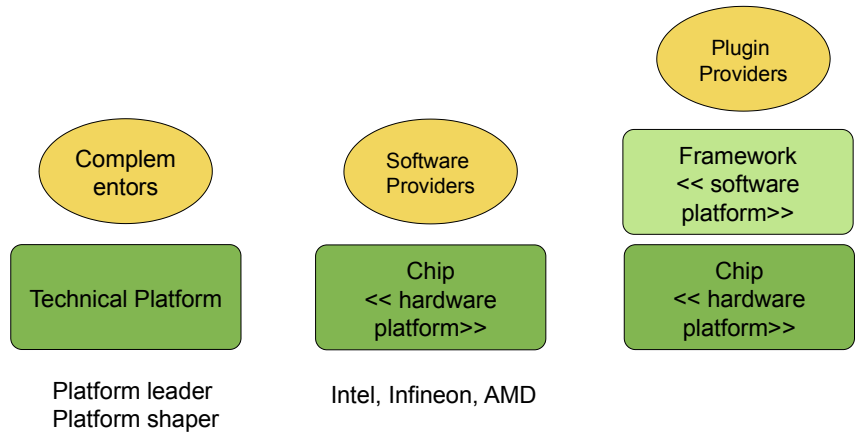 Plugin
Providers
Complem
entors
Software
Providers
Framework
<< software
platform>>
Technical Platform
Chip
<< hardware
platform>>
Chip
<< hardware
platform>>
Platform leader
Platform shaper
Intel, Infineon, AMD